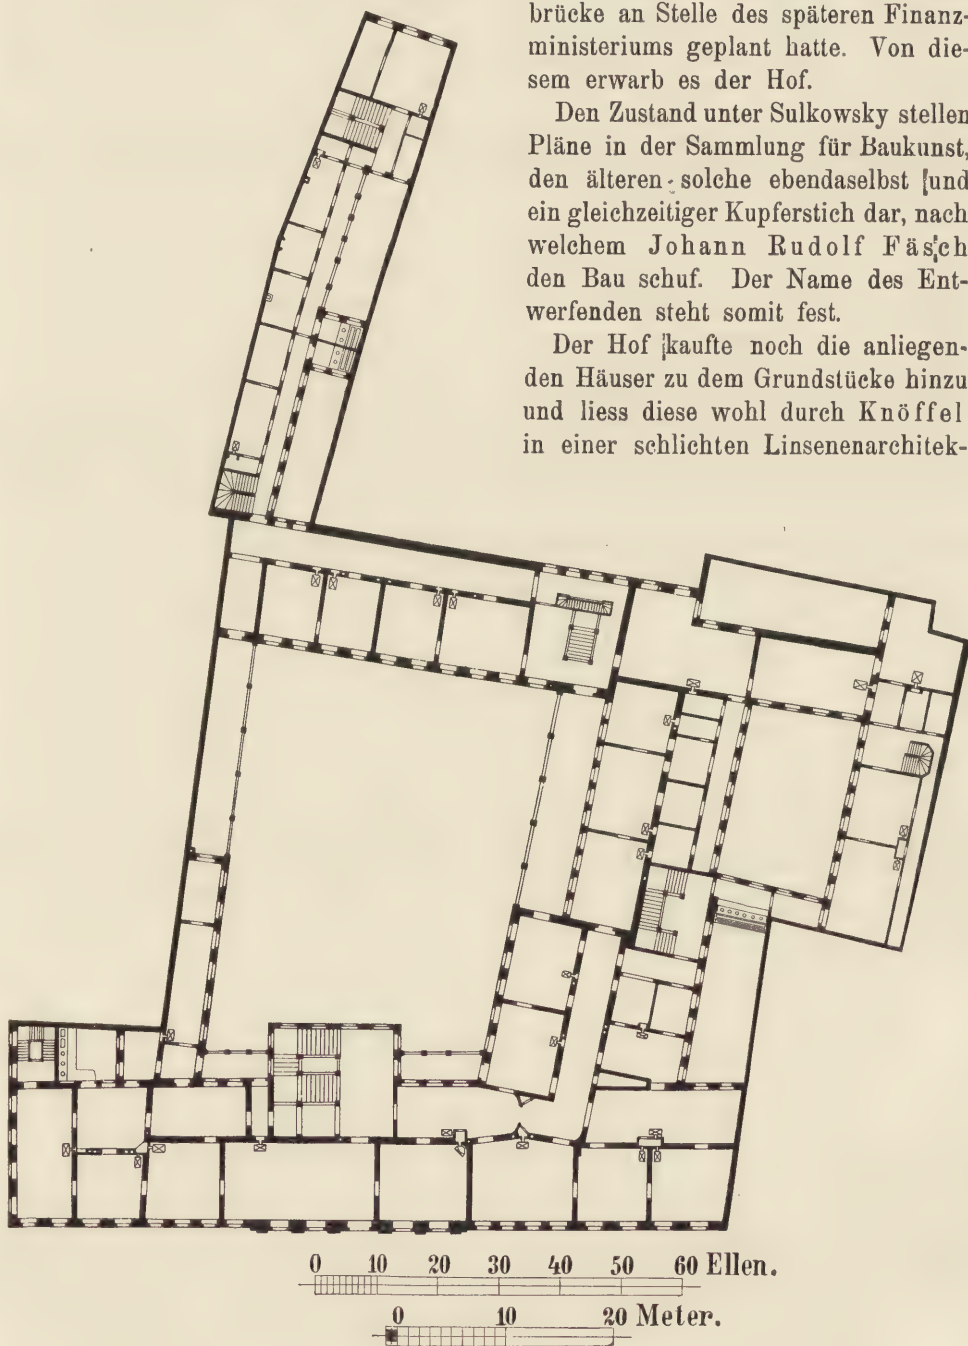 brücke an Stelle des späteren Finanz-
ministeriums geplant hatte. Von die-
sem erwarb es der Hof.
Den Zustand unter Sulkowsky stellen
Pläne in der Sammlung für Baukunst,
den älteren solche ebendaselbst und
ein gleichzeitiger Kupferstich dar, nach
welchem Johann Rudolf Fäsch
den Bau schuf. Der Name des Ent-
werfenden steht somit fest.
Der Hof kaufte noch die anliegen-
den Häuser zu dem Grundstücke hinzu
und liess diese wohl durch Knöffel
in einer schlichten Linsenenarchitek-
0 10 20 30 40 50 60 Ellen.
0 10 20 Meter.